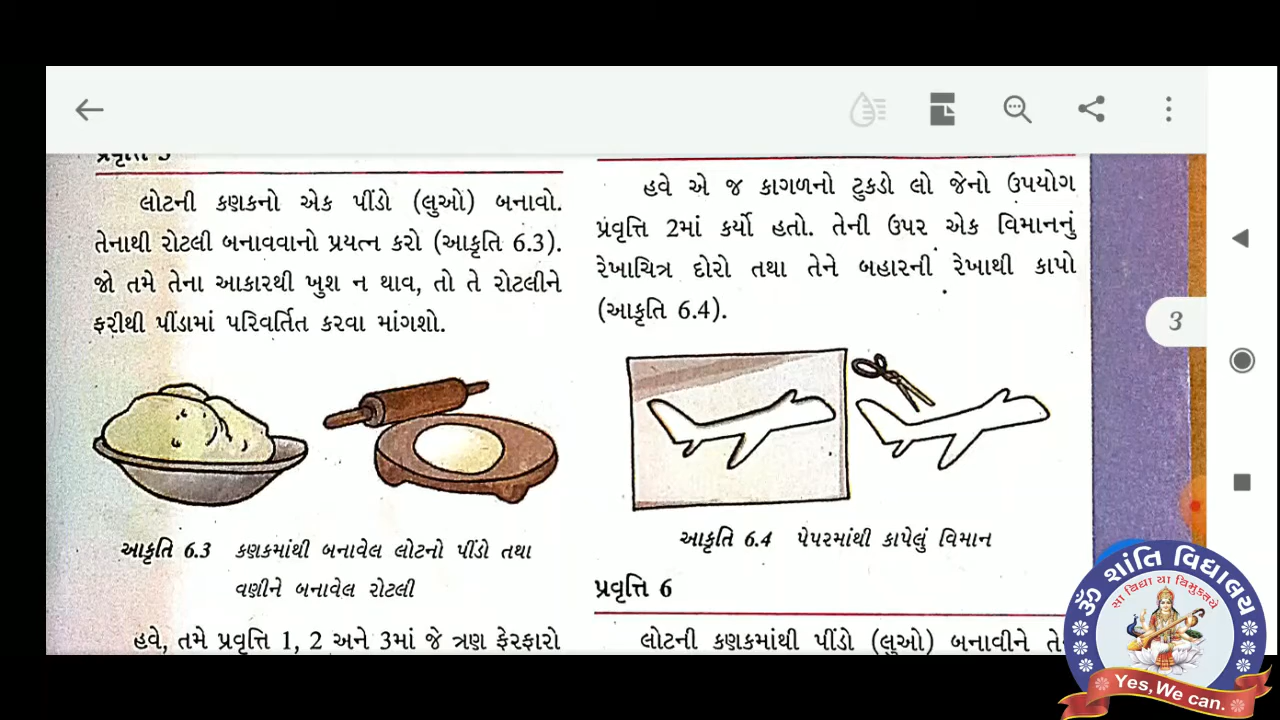 પ્રવૃત્તિ 3
લોટની કણકનો એક પીંડો (લુઓ) બનાવો.
તેનાથી રોટલી બનાવવાનો પ્રયત્ન કરો (આકૃતિ 6.3).
જો તમે તેના આકારથી ખુશ ન થાવ, તો તે રોટલીને
ફરીથી પીંડામાં પરિવર્તિત કરવા માંગશો.
આકૃતિ 6.3 કણકમાંથી બનાવેલ લોટનો પીંડો તથા
વણીને બનાવેલ રોટલી
હવે, તમે પ્રવૃત્તિ 1, 2 અને 3માં જે ત્રણ ફેરફારો
હવે એ જ કાગળનો ટુકડો લો જેનો ઉપયોગ
પ્રવૃત્તિ 2માં કર્યો હતો. તેની ઉપર એક વિમાનનું
રેખાચિત્ર દોરો તથા તેને બહારની રેખાથી કાપો
(આકૃતિ 6.4).
આકૃતિ 6.4 પેપરમાંથી કાપેલું વિમાન
પ્રવૃત્તિ 6
લોટની કણકમાંથી પીંડો (લુઓ) બનાવીને
3
ૐ શાંતિ વિદ્યાલય
સા વિદ્યા યા વિમુક્તયે
Yes, We can.